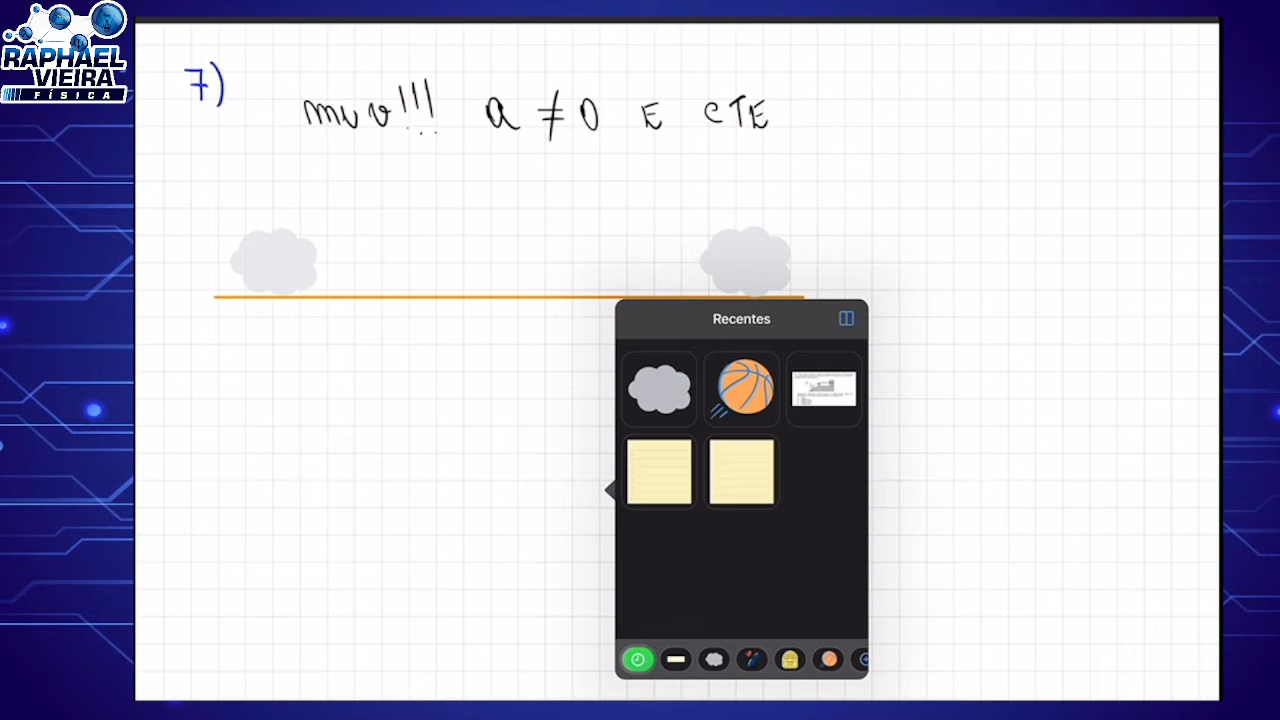 RAPHAEL
VIEIRA
FÍSICA
7)
muv!!! a ≠ 0 E CTE
Recentes